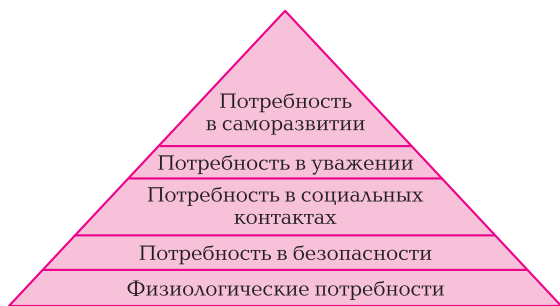 Потребность
в саморазвитии
Потребность в уважении
Потребность в социальных
контактах
Потребность в безопасности
Физиологические потребности